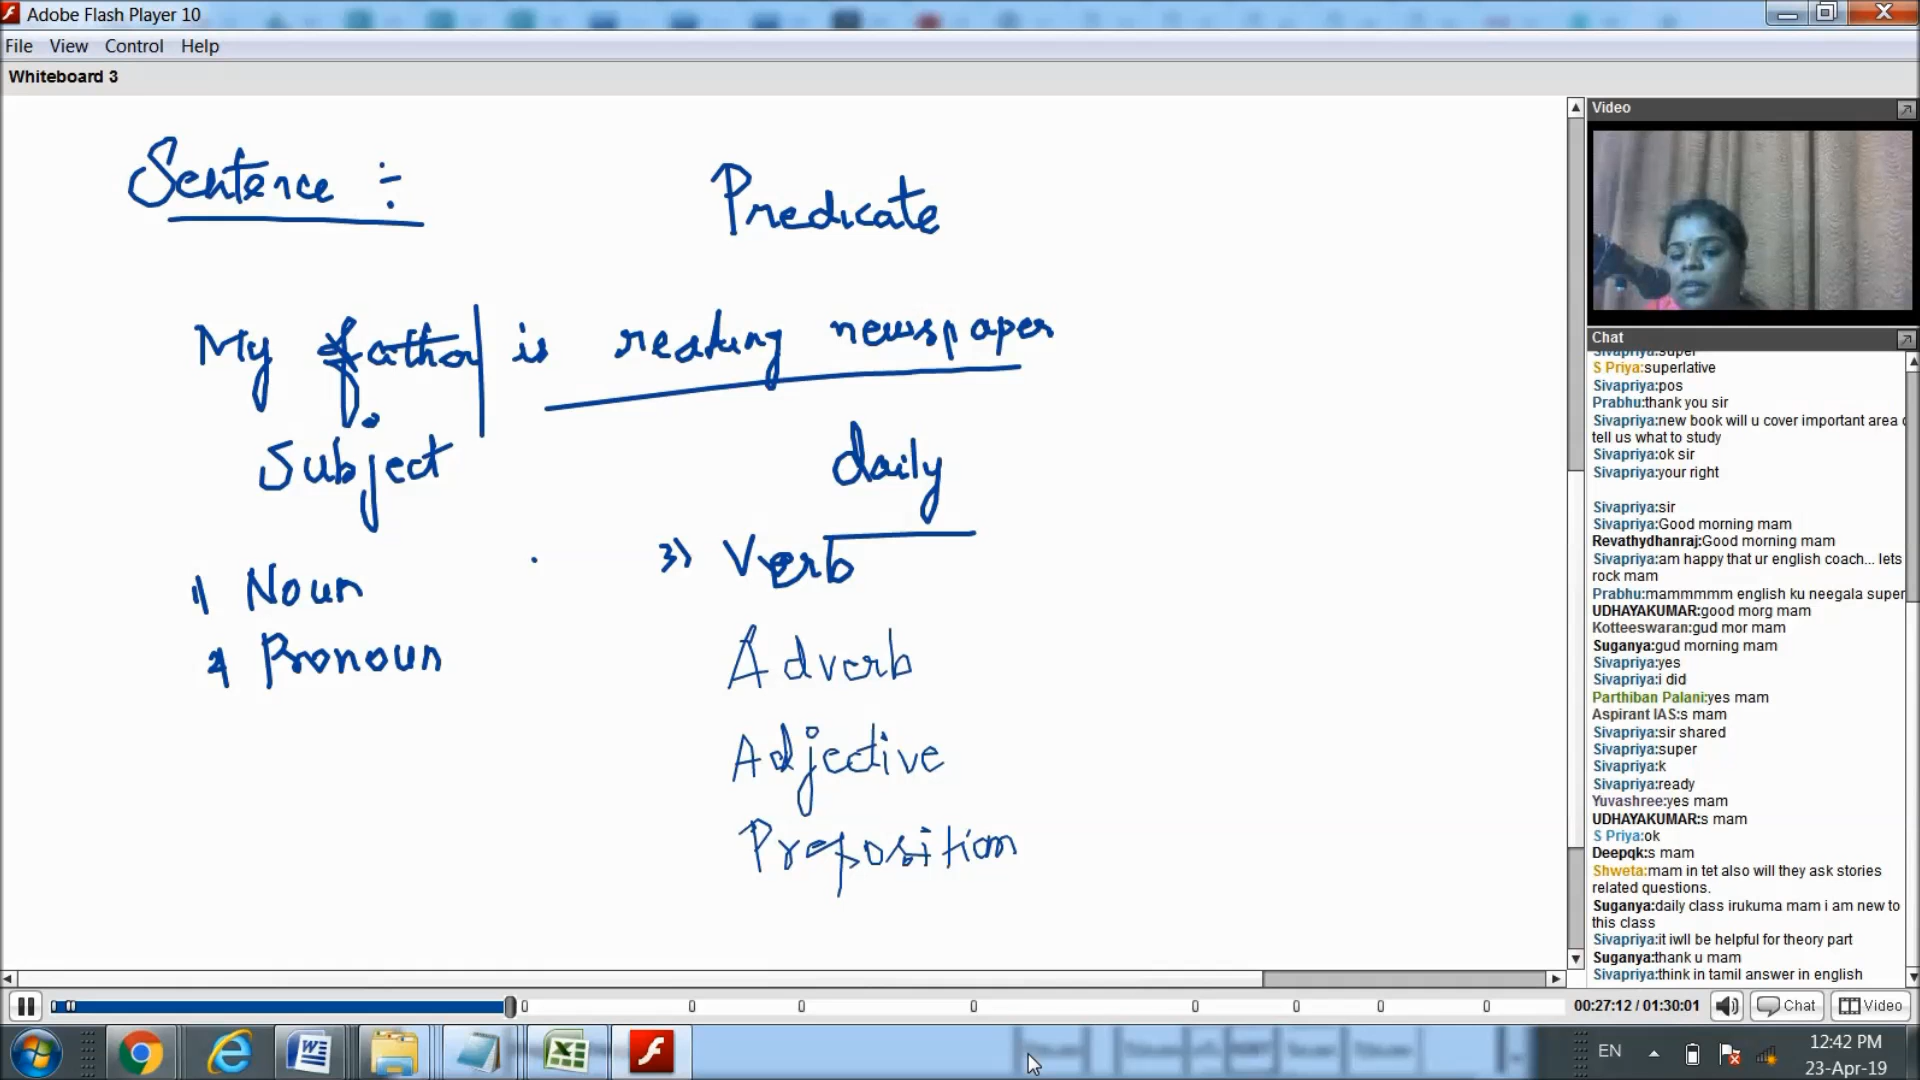 Adobe Flash Player 10
File View Control Help
Whiteboard 3
Sentence :-
Predicate
My father is reading newspaper
Subject
daily
1) Noun
2) Pronoun
3) Verb
Adverb
Adjective
Preposition
Video
Chat
Sivapriya:super
S Priya:superlative
Sivapriya:pos
Prabhu:thank you sir
Sivapriya:new book will u cover important area
tell us what to study
Sivapriya:ok sir
Sivapriya:your right
Sivapriya:sir
Sivapriya:Good morning mam
Revathydhanraj:Good morning mam
Sivapriya:am happy that ur english coach... lets
rock mam
Prabhu:mammmmm english ku neegala super
UDHAYAKUMAR:good morg mam
Kotteeswaran:gud mor mam
Suganya:gud morning mam
Sivapriya:yes
Sivapriya:i did
Parthiban Palani:yes mam
Aspirant IAS:s mam
Sivapriya:sir shared
Sivapriya:super
Sivapriya:k
Sivapriya:ready
Yuvashree:yes mam
UDHAYAKUMAR:s mam
S Priya:ok
Deepqk:s mam
Shweta:mam in tet also will they ask stories
related questions.
Suganya:daily class irukuma mam i am new to
this class
Sivapriya:it iwll be helpful for theory part
Suganya:thank u mam
Sivapriya:think in tamil answer in english
00:27:12 / 01:30:01 Chat Video
EN
12:42 PM
23-Apr-19